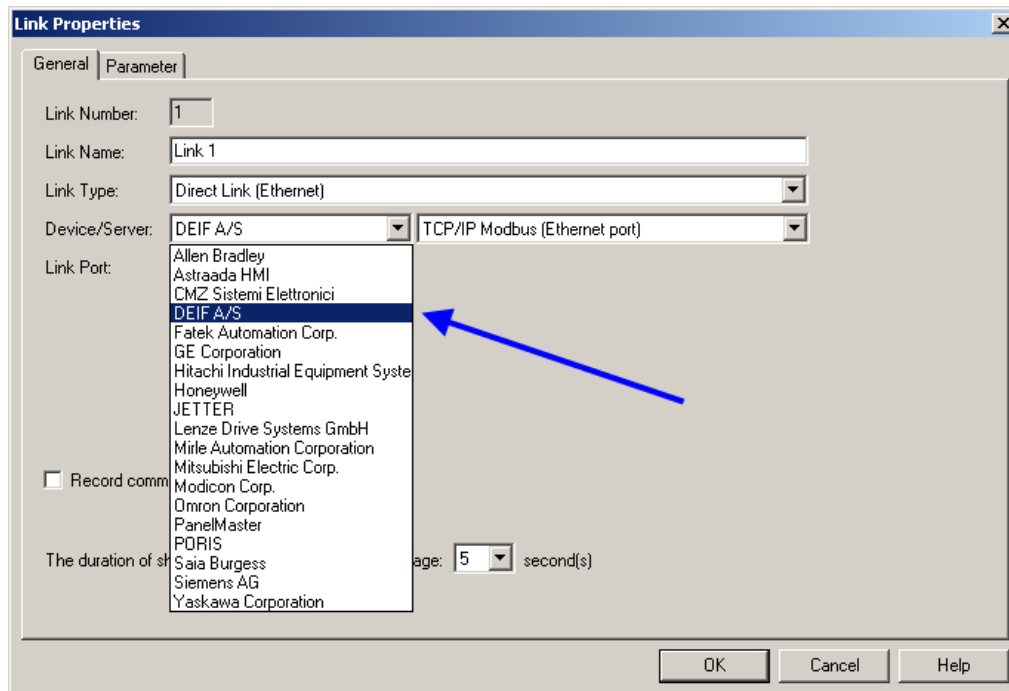 Link Properties
General Parameter
Link Number: 1
Link Name: Link 1
Link Type: Direct Link (Ethernet)
Device/Server: DEIF A/S TCP/IP Modbus (Ethernet port)
Link Port:
Allen Bradley
Astraada HMI
CMZ Sistemi Elettronici
DEIF A/S
Fatek Automation Corp.
GE Corporation
Hitachi Industrial Equipment Syste
Honeywell
JETTER
Lenze Drive Systems GmbH
Mirle Automation Corporation
Mitsubishi Electric Corp.
Modicon Corp.
Omron Corporation
PanelMaster
PORIS
Saia Burgess
Siemens AG
Yaskawa Corporation
Record comm
The duration of sh age: 5 second(s)
OK Cancel Help